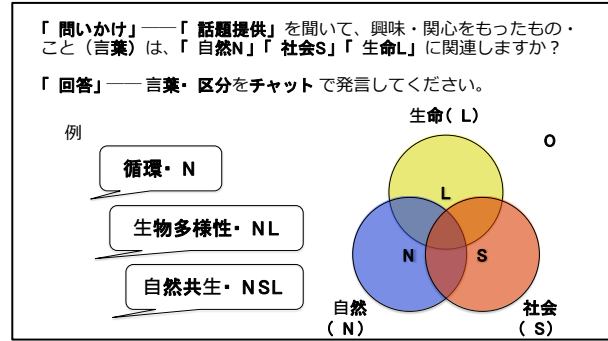 「 問いかけ」――「 話題提供」を聞いて、興味・関心をもったもの・
こと（言葉）は、「 自然N」「 社会S」「 生命L」に関連しますか？
「 回答」―― 言葉・ 区分をチャット で発言してください。
例
循環・ N
生物多様性・ NL
自然共生・ NSL
生命( L)
O
L
N
S
自然
( N)
社会
( S)